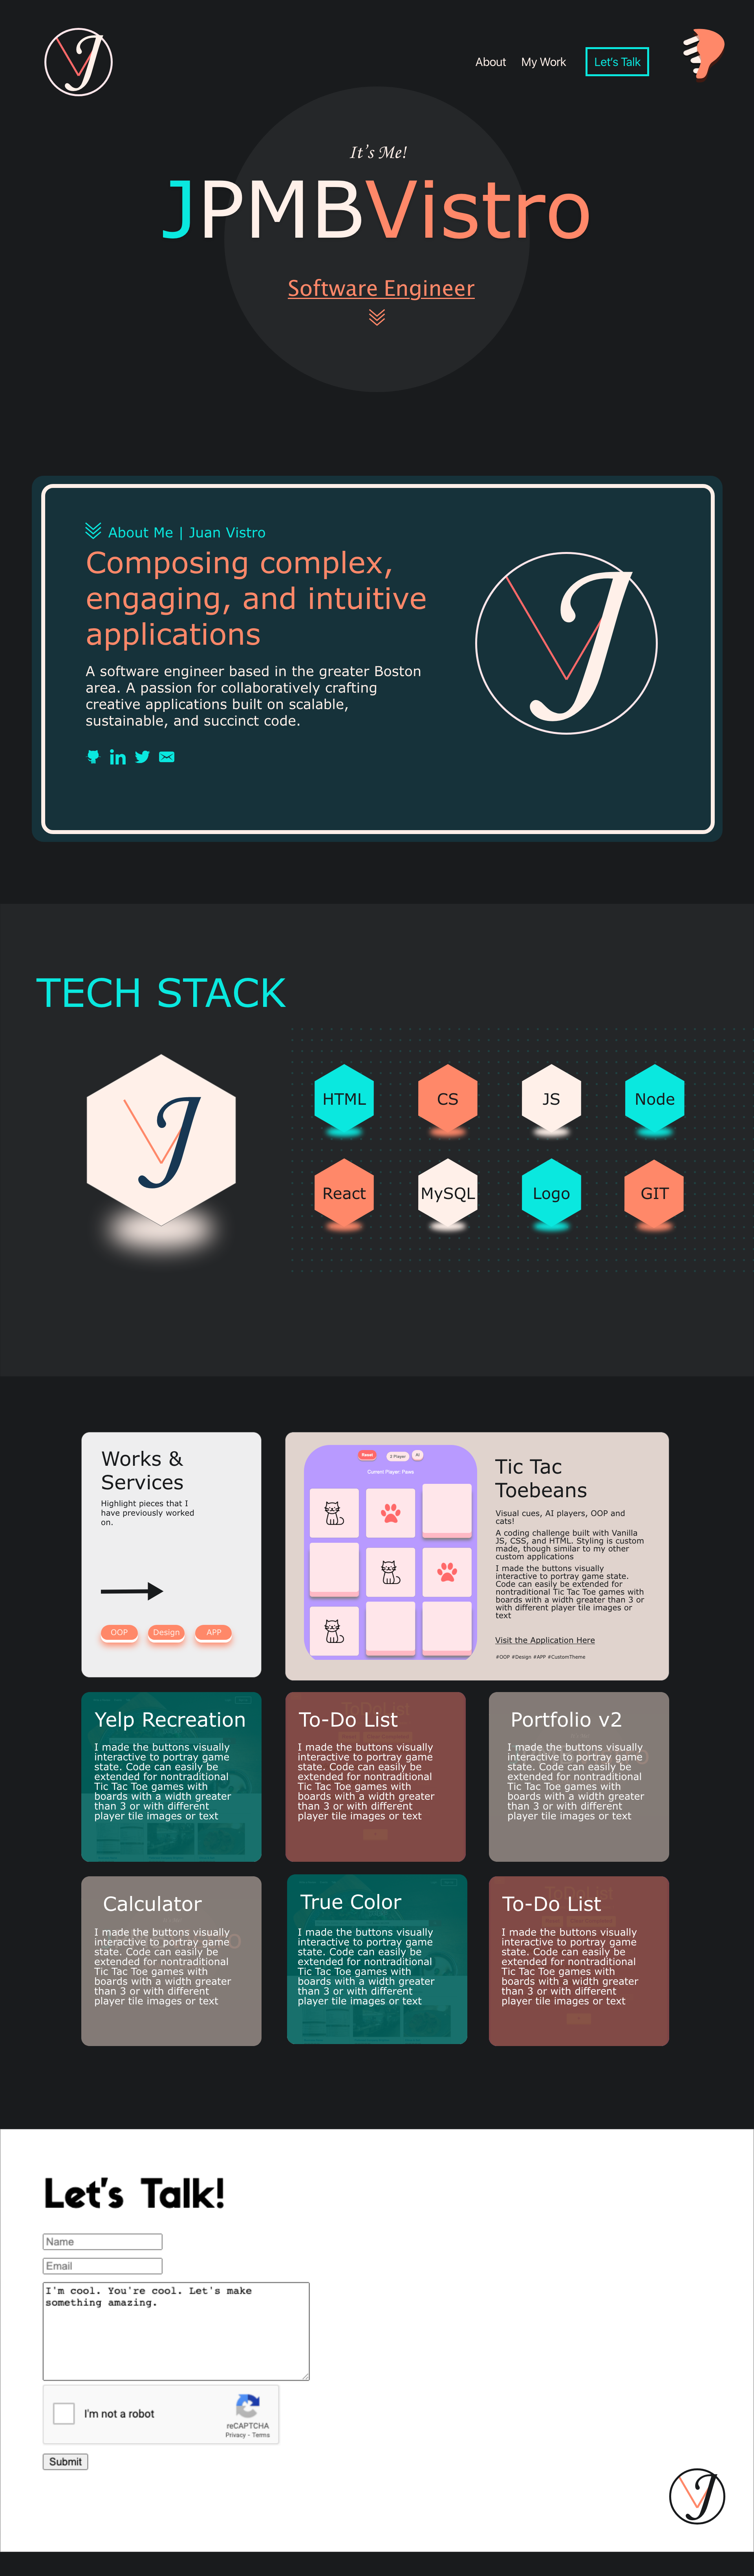 VJ
About
My Work
Let's Talk
It's Me!
JPMBVistro
Software Engineer
About Me | Juan Vistro
Composing complex,
engaging, and intuitive
applications
A software engineer based in the greater Boston
area. A passion for collaboratively crafting
creative applications built on scalable,
sustainable, and succinct code.
in
VJ
TECH STACK
VJ
HTML
CS
JS
Node
React
MySQL
Logo
GIT
Works &
Services
Highlight pieces that I
have previously worked
on.
OOP
Design
APP
Reset
2 Player
AI
Current Player: Paws
Tic Tac
Toebeans
Visual cues, AI players, OOP and
cats!
A coding challenge built with Vanilla
JS, CSS, and HTML. Styling is custom
made, though similar to my other
custom applications
I made the buttons visually
interactive to portray game state.
Code can easily be extended for
nontraditional Tic Tac Toe games with
boards with a width greater than 3 or
with different player tile images or
text
Visit the Application Here
#OOP #Design #APP #CustomTheme
Yelp Recreation
I made the buttons visually
interactive to portray game
state. Code can easily be
extended for nontraditional
Tic Tac Toe games with
boards with a width greater
than 3 or with different
player tile images or text
To-Do List
I made the buttons visually
interactive to portray game
state. Code can easily be
extended for nontraditional
Tic Tac Toe games with
boards with a width greater
than 3 or with different
player tile images or text
Portfolio v2
I made the buttons visually
interactive to portray game
state. Code can easily be
extended for nontraditional
Tic Tac Toe games with
boards with a width greater
than 3 or with different
player tile images or text
Calculator
I made the buttons visually
interactive to portray game
state. Code can easily be
extended for nontraditional
Tic Tac Toe games with
boards with a width greater
than 3 or with different
player tile images or text
True Color
I made the buttons visually
interactive to portray game
state. Code can easily be
extended for nontraditional
Tic Tac Toe games with
boards with a width greater
than 3 or with different
player tile images or text
To-Do List
I made the buttons visually
interactive to portray game
state. Code can easily be
extended for nontraditional
Tic Tac Toe games with
boards with a width greater
than 3 or with different
player tile images or text
Let's Talk!
Name
Email
I'm cool. You're cool. Let's make
something amazing.
I'm not a robot
reCAPTCHA
Privacy - Terms
Submit
VJ